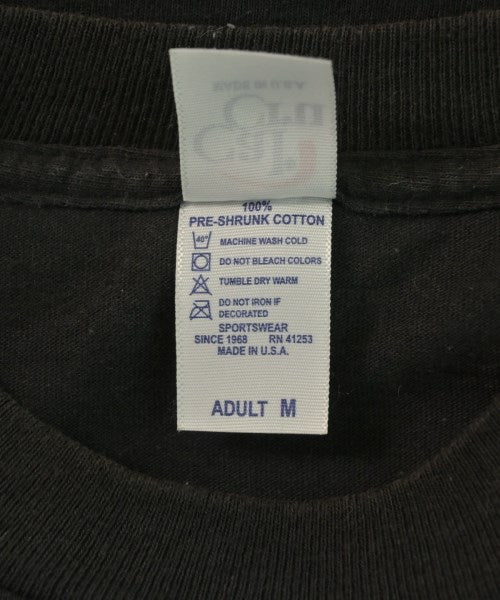 100%
PRE-SHRUNK COTTON
40°
MACHINE WASH COLD
DO NOT BLEACH COLORS
TUMBLE DRY WARM
DO NOT IRON IF
DECORATED
SPORTSWEAR
SINCE 1968 RN 41253
MADE IN U.S.A.
ADULT M